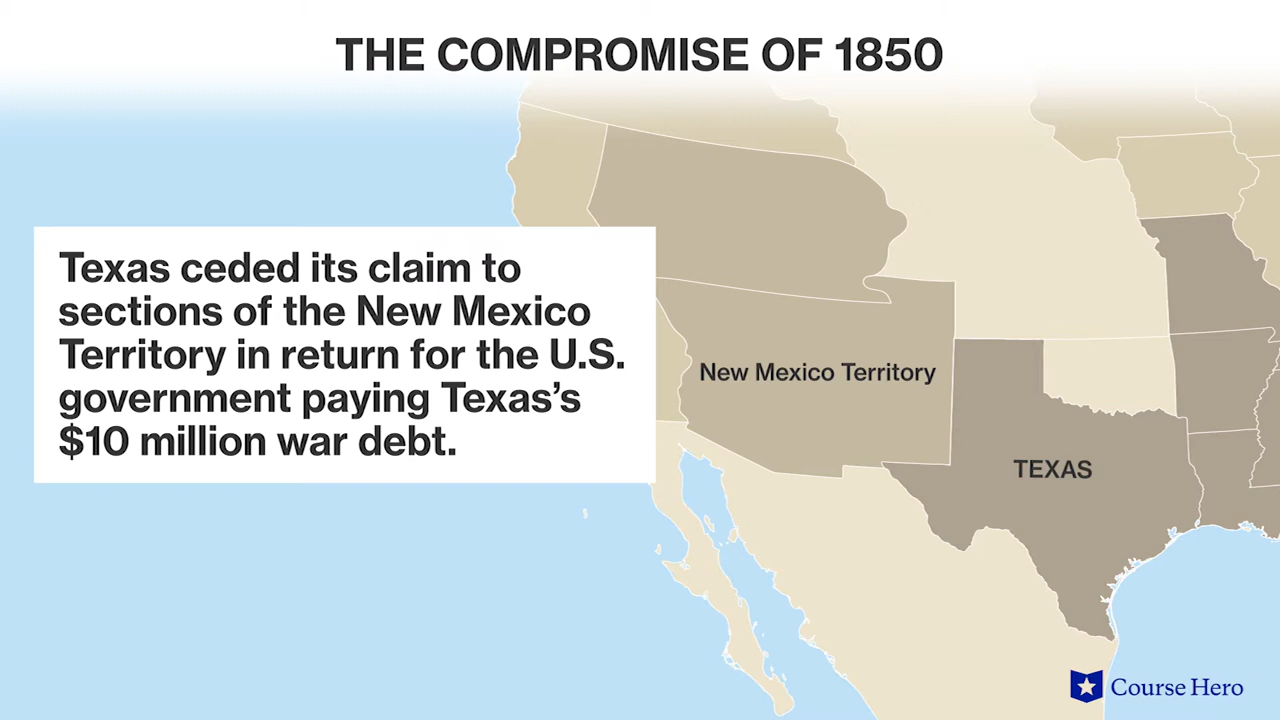 THE COMPROMISE OF 1850
Texas ceded its claim to
sections of the New Mexico
Territory in return for the U.S.
government paying Texas’s
$10 million war debt.
New Mexico Territory
TEXAS
Course Hero